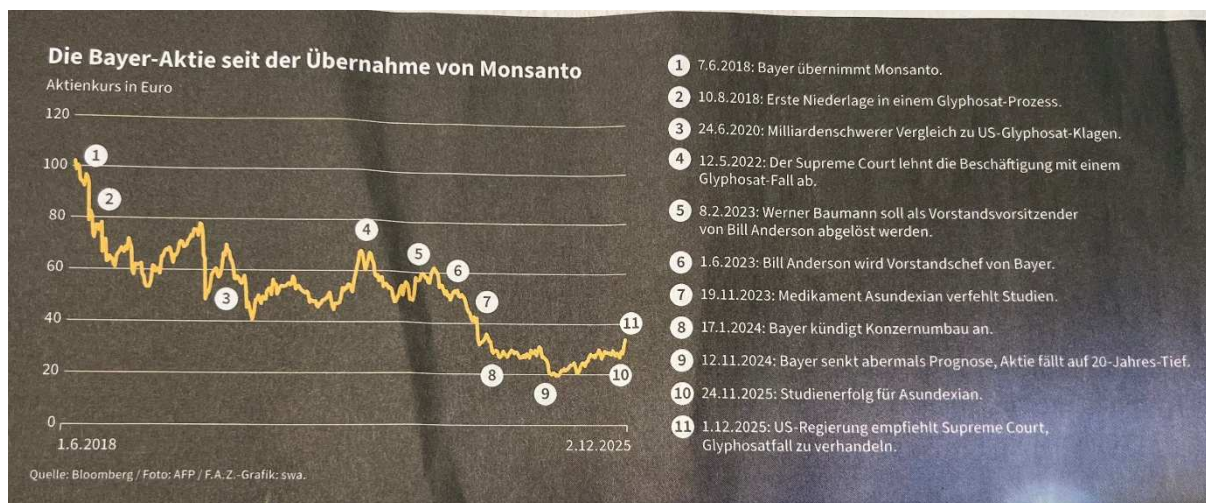 Die Bayer-Aktie seit der Übernahme von Monsanto
Aktienkurs in Euro
120
100
80
60
40
20
0
1
2
3
4
5
6
7
8
9
10
11
1.6.2018
2.12.2025
1 7.6.2018: Bayer übernimmt Monsanto.
2 10.8.2018: Erste Niederlage in einem Glyphosat-Prozess.
3 24.6.2020: Milliardenschwerer Vergleich zu US-Glyphosat-Klagen.
4 12.5.2022: Der Supreme Court lehnt die Beschäftigung mit einem
Glyphosat-Fall ab.
5 8.2.2023: Werner Baumann soll als Vorstandsvorsitzender
von Bill Anderson abgelöst werden.
6 1.6.2023: Bill Anderson wird Vorstandschef von Bayer.
7 19.11.2023: Medikament Asundexian verfehlt Studien.
8 17.1.2024: Bayer kündigt Konzernumbau an.
9 12.11.2024: Bayer senkt abermals Prognose, Aktie fällt auf 20-Jahres-Tief.
10 24.11.2025: Studienerfolg für Asundexian.
11 1.12.2025: US-Regierung empfiehlt Supreme Court,
Glyphosatfall zu verhandeln.
Quelle: Bloomberg / Foto: AFP / F.A.Z.-Grafik: swa.